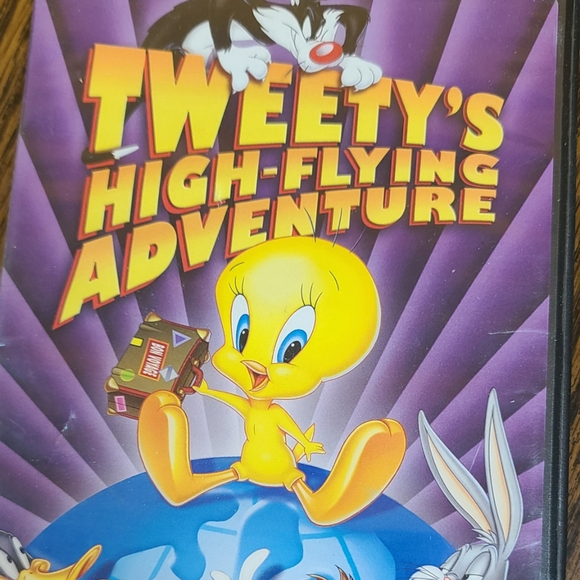 TWEETY'S
HIGH-FLYING
ADVENTURE
BON VOYAGE